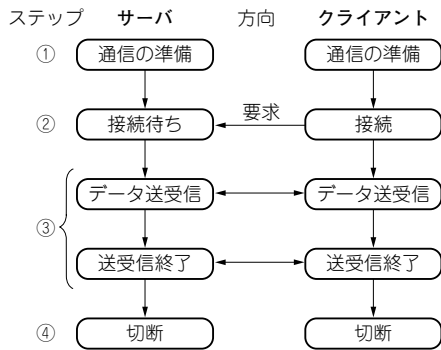 ステップ サーバ 方向 クライアント
① 通信の準備 通信の準備
② 接続待ち 要求 接続
データ送受信 データ送受信
③
送受信終了 送受信終了
④ 切断 切断